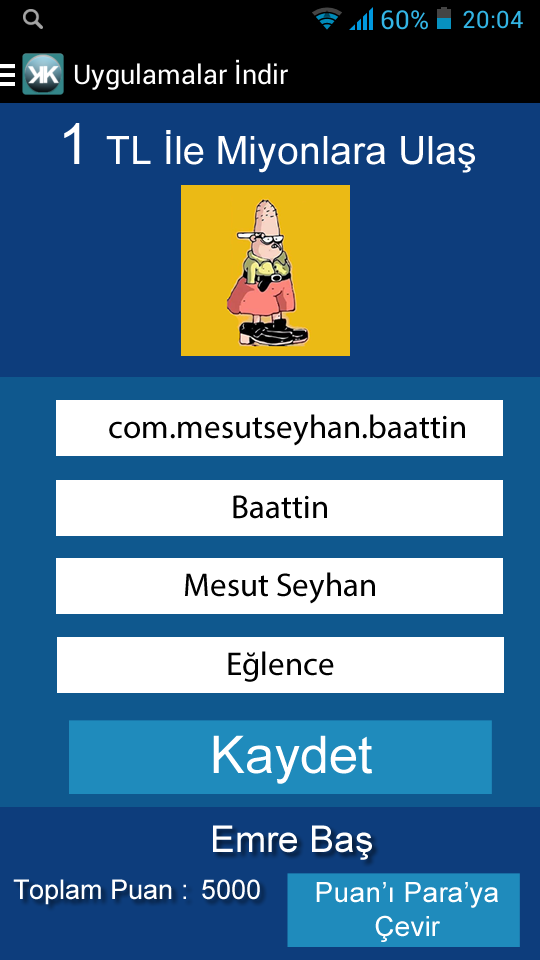 60% 20:04
KK Uygulamalar İndir
1 TL İle Miyonlara Ulaş
com.mesutseyhan.baattin
Baattin
Mesut Seyhan
Eğlence
Kaydet
Emre Baş
Toplam Puan : 5000
Puan'ı Para'ya
Çevir